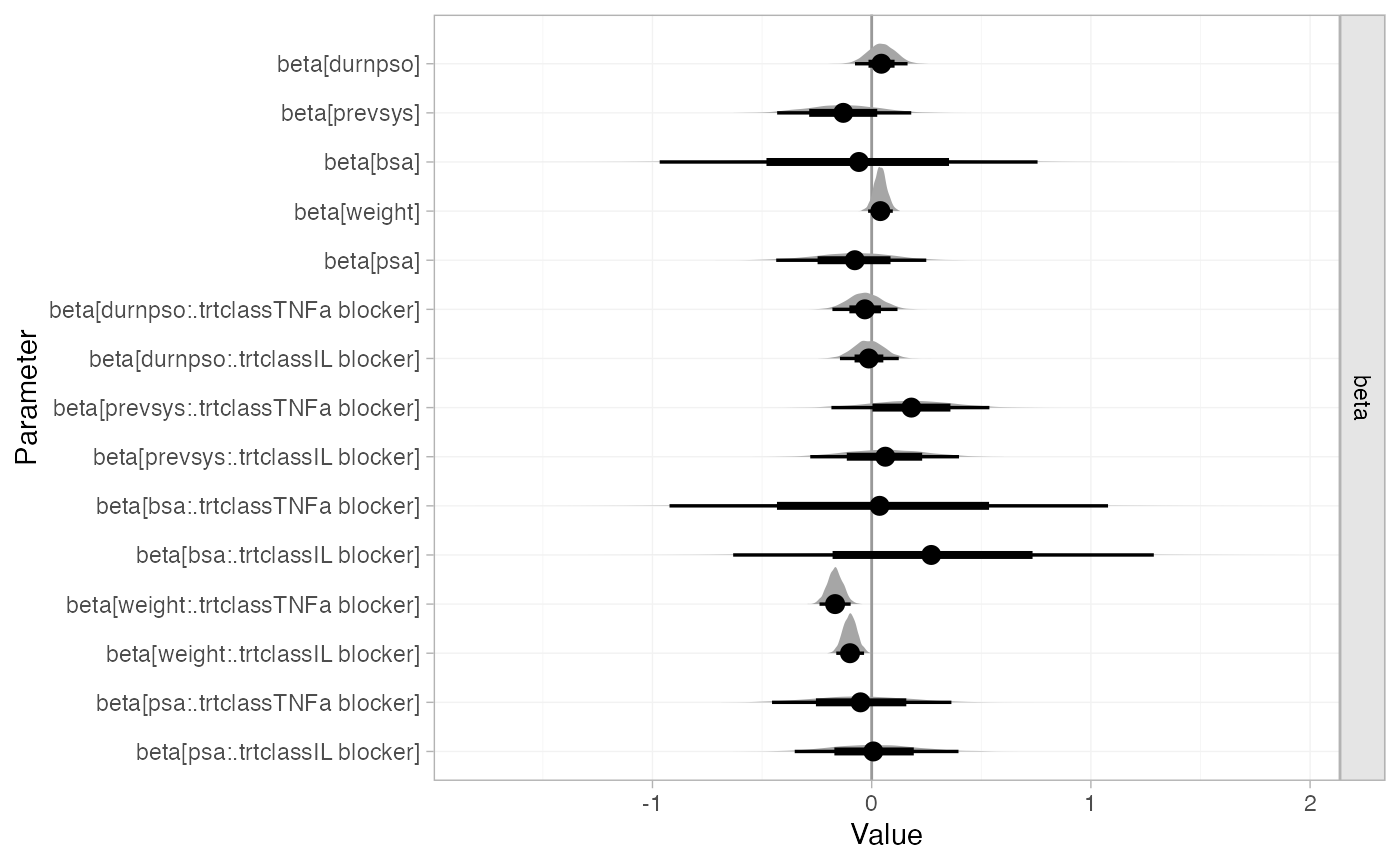 beta[durnpso]
beta[prevsys]
beta[bsa]
beta[weight]
beta[psa]
beta[durnpso:.trtclassTNFa blocker]
beta[durnpso:.trtclassIL blocker]
beta[prevsys:.trtclassTNFa blocker]
beta[prevsys:.trtclassIL blocker]
beta[bsa:.trtclassTNFa blocker]
beta[bsa:.trtclassIL blocker]
beta[weight:.trtclassTNFa blocker]
beta[weight:.trtclassIL blocker]
beta[psa:.trtclassTNFa blocker]
beta[psa:.trtclassIL blocker]
Parameter
beta
-1 0 1 2
Value